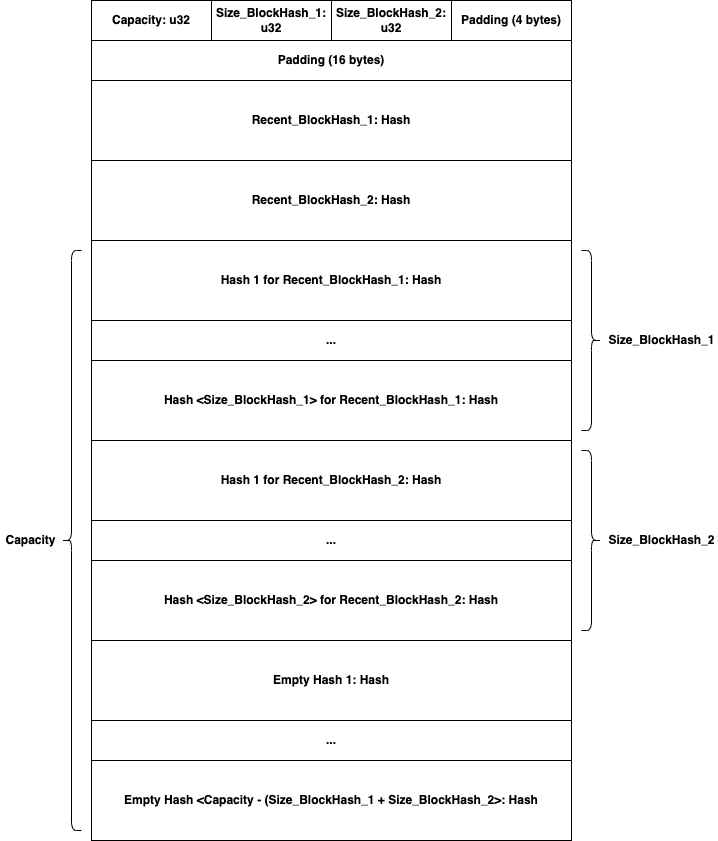 Capacity: u32
Size_BlockHash_1:
u32
Size_BlockHash_2:
u32
Padding (4 bytes)
Padding (16 bytes)
Recent_BlockHash_1: Hash
Recent_BlockHash_2: Hash
Hash 1 for Recent_BlockHash_1: Hash
...
Size_BlockHash_1
Hash <Size_BlockHash_1> for Recent_BlockHash_1: Hash
Hash 1 for Recent_BlockHash_2: Hash
Capacity
...
Size_BlockHash_2
Hash <Size_BlockHash_2> for Recent_BlockHash_2: Hash
Empty Hash 1: Hash
...
Empty Hash <Capacity - (Size_BlockHash_1 + Size_BlockHash_2>: Hash